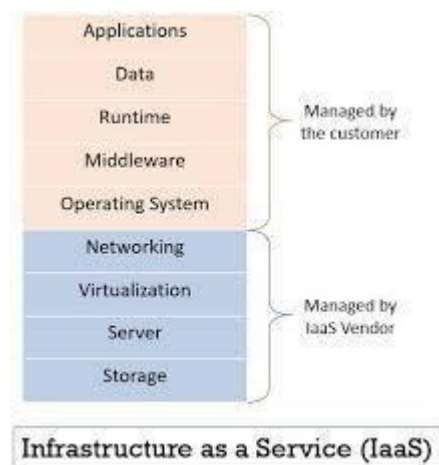 Applications
Data
Runtime
Managed by
the customer
Middleware
Operating System
Networking
Virtualization
Managed by
IaaS Vendor
Server
Storage
Infrastructure as a Service (IaaS)